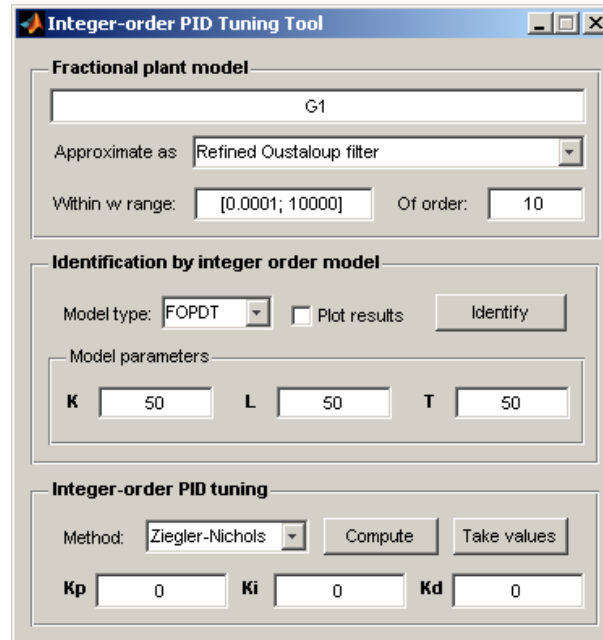 Integer-order PID Tuning Tool
Fractional plant model
G1
Approximate as Refined Oustaloup filter
Within w range: [0.0001; 10000] Of order: 10
Identification by integer order model
Model type: FOPDT Plot results Identify
Model parameters
K 50 L 50 T 50
Integer-order PID tuning
Method: Ziegler-Nichols Compute Take values
Kp 0 Ki 0 Kd 0